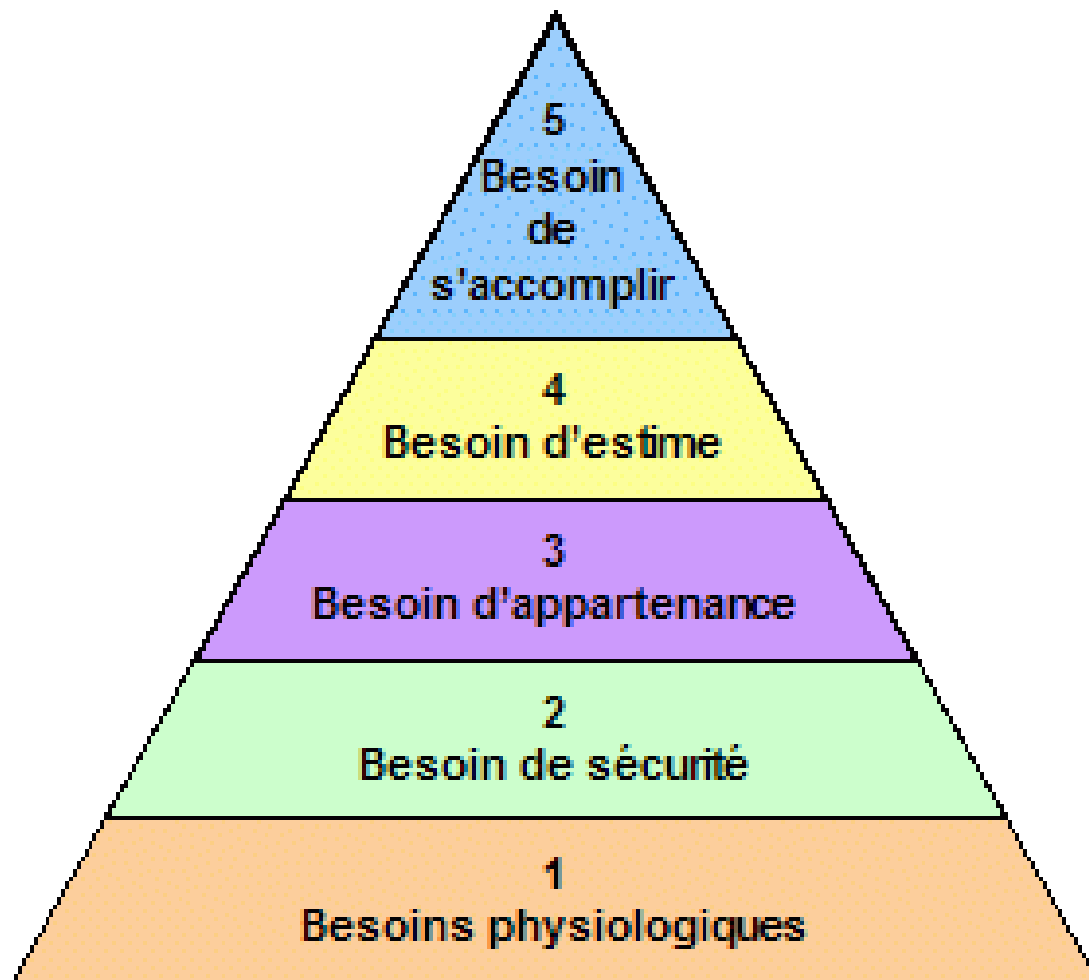 5
Besoin
de
s'accomplir
4
Besoin d'estime
3
Besoin d'appartenance
2
Besoin de sécurité
1
Besoins physiologiques